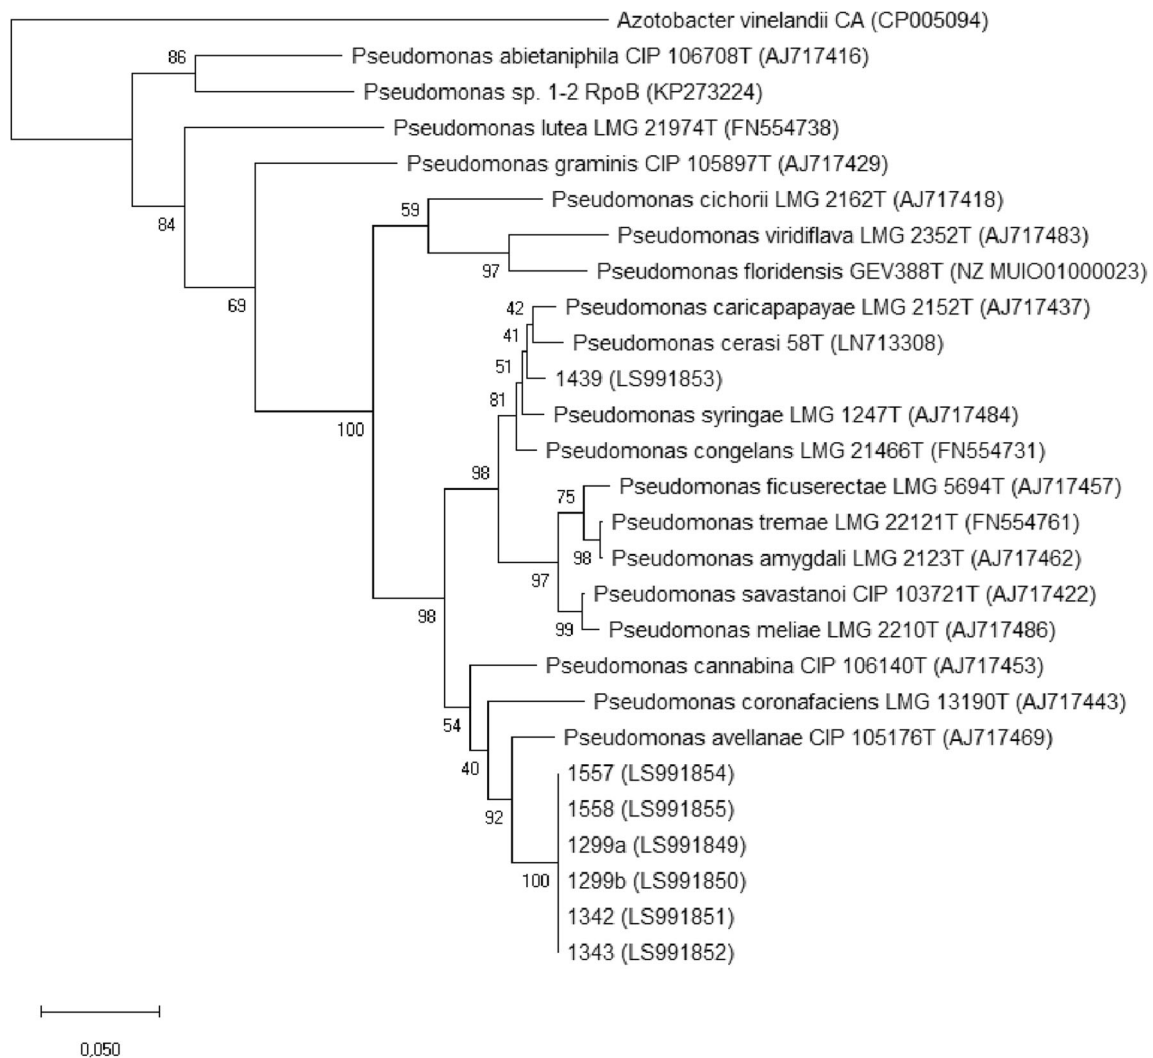 Azotobacter vinelandii CA (CP005094)
86
Pseudomonas abietaniphila CIP 106708T (AJ717416)
Pseudomonas sp. 1-2 RpoB (KP273224)
Pseudomonas lutea LMG 21974T (FN554738)
Pseudomonas graminis CIP 105897T (AJ717429)
84
59
Pseudomonas cichorii LMG 2162T (AJ717418)
Pseudomonas viridiflava LMG 2352T (AJ717483)
97
Pseudomonas floridensis GEV388T (NZ MUIO01000023)
69
42
Pseudomonas caricapapayae LMG 2152T (AJ717437)
41
Pseudomonas cerasi 58T (LN713308)
51
1439 (LS991853)
81
Pseudomonas syringae LMG 1247T (AJ717484)
100
Pseudomonas congelans LMG 21466T (FN554731)
98
75
Pseudomonas ficuserectae LMG 5694T (AJ717457)
Pseudomonas tremae LMG 22121T (FN554761)
98
Pseudomonas amygdali LMG 2123T (AJ717462)
97
Pseudomonas savastanoi CIP 103721T (AJ717422)
98
99
Pseudomonas meliae LMG 2210T (AJ717486)
Pseudomonas cannabina CIP 106140T (AJ717453)
Pseudomonas coronafaciens LMG 13190T (AJ717443)
54
Pseudomonas avellanae CIP 105176T (AJ717469)
40
1557 (LS991854)
1558 (LS991855)
92
1299a (LS991849)
100
1299b (LS991850)
1342 (LS991851)
1343 (LS991852)
0,050